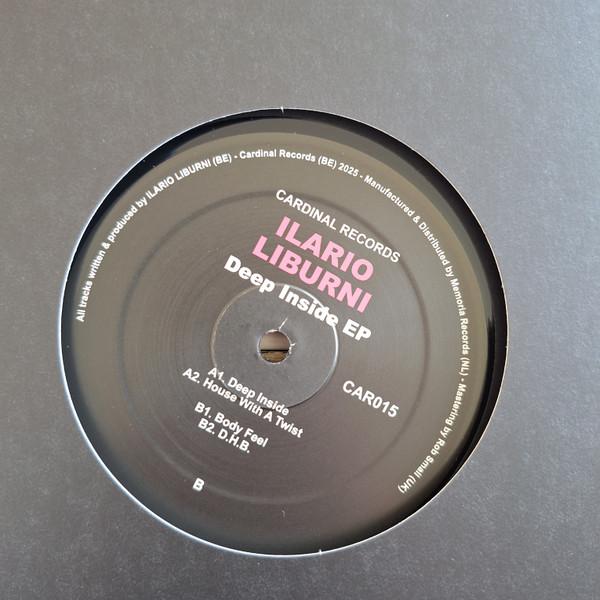 All tracks written & produced by ILARIO LIBURNI (BE) - Cardinal Records (BE) 2025 - Manufactured & Distributed by Memoria Records (NL) - Mastering by Rob Small (UK)
CARDINAL RECORDS
ILARIO
LIBURNI
Deep Inside EP
CAR015
A1. Deep Inside
A2. House With A Twist
B1. Body Feel
B2. D.H.B.
B